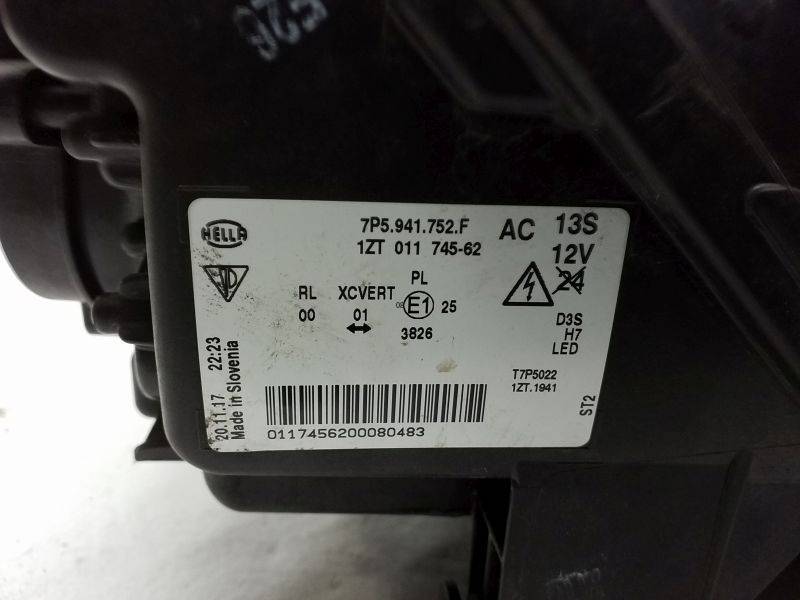 HELLA
7P5.941.752.F
1ZT 011 745-62
AC
13S
12V
24
PL
RL
XCVERT
E1
25
00
01
3826
D3S
H7
LED
T7P5022
1ZT.1941
ST2
20.11.17 22:23
Made in Slovenia
0117456200080483